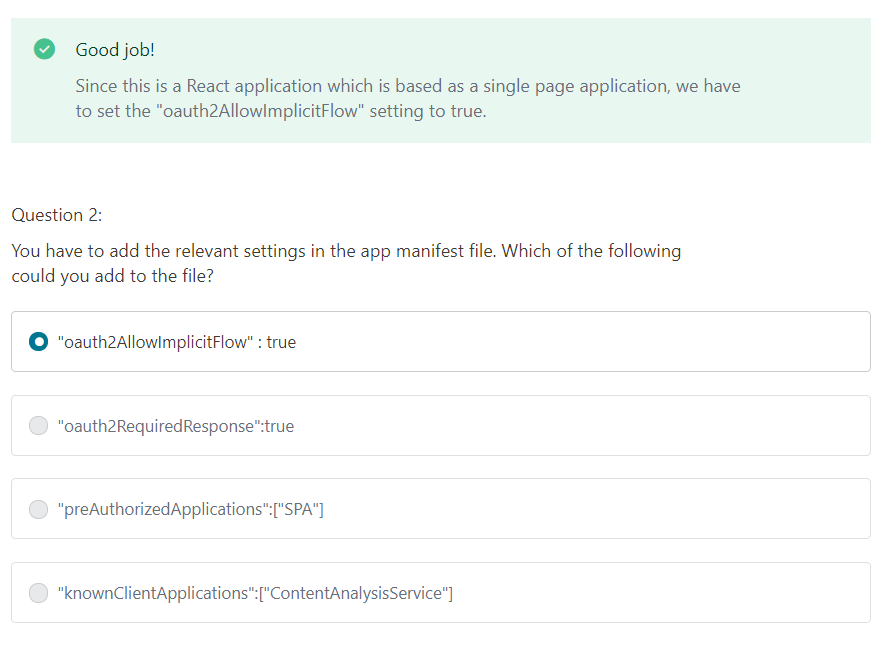 Good job!
Since this is a React application which is based as a single page application, we have
to set the "oauth2AllowImplicitFlow" setting to true.
Question 2:
You have to add the relevant settings in the app manifest file. Which of the following
could you add to the file?
"oauth2AllowImplicitFlow" : true
"oauth2RequiredResponse":true
"preAuthorizedApplications":["SPA"]
"knownClientApplications":["ContentAnalysisService"]